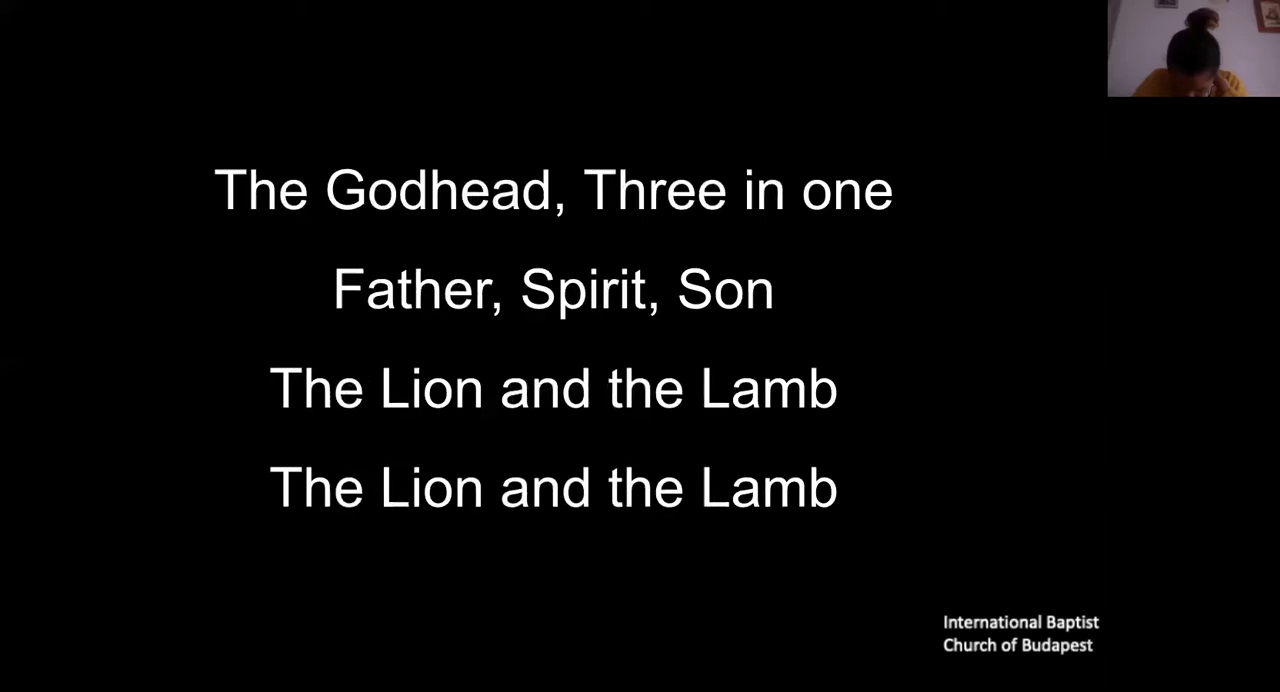 The Godhead, Three in one
Father, Spirit, Son
The Lion and the Lamb
The Lion and the Lamb
International Baptist
Church of Budapest